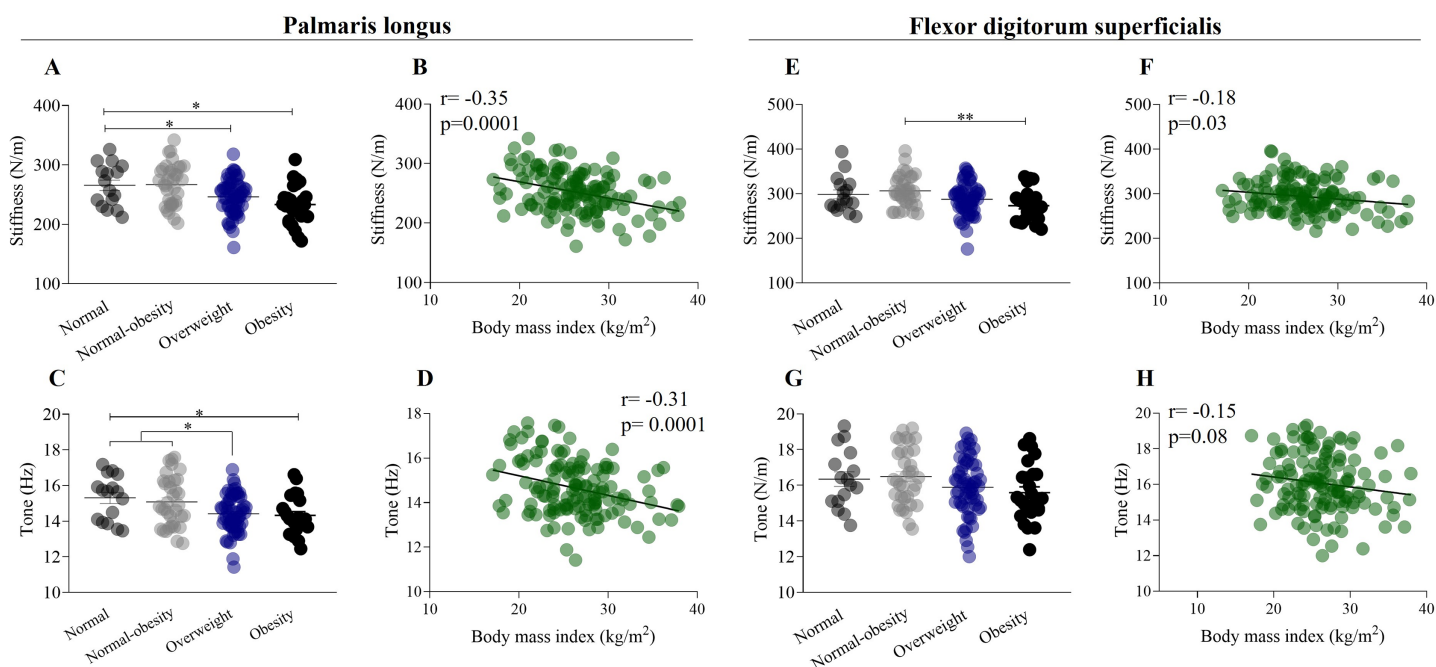 Palmaris longus
Flexor digitorum superficialis
A
B
E
F
400
300
200
100
Stiffness (N/m)
*
*
Normal
Normal-obesity
Overweight
Obesity
r= -0.35
p=0.0001
400
300
200
100
Stiffness (N/m)
10 20 30 40
Body mass index (kg/m²)
500
400
300
200
100
Stiffness (N/m)
**
Normal
Normal-obesity
Overweight
Obesity
r= -0.18
p=0.03
500
400
300
200
100
Stiffness (N/m)
10 20 30 40
Body mass index (kg/m²)
C
D
G
H
20
18
16
14
12
10
Tone (Hz)
*
*
Normal
Normal-obesity
Overweight
Obesity
r= -0.31
p= 0.0001
18
16
14
12
10
Tone (Hz)
10 20 30 40
Body mass index (kg/m²)
20
18
16
14
12
10
Tone (N/m)
Normal
Normal-obesity
Overweight
Obesity
r= -0.15
p=0.08
20
18
16
14
12
10
Tone (Hz)
10 20 30 40
Body mass index (kg/m²)